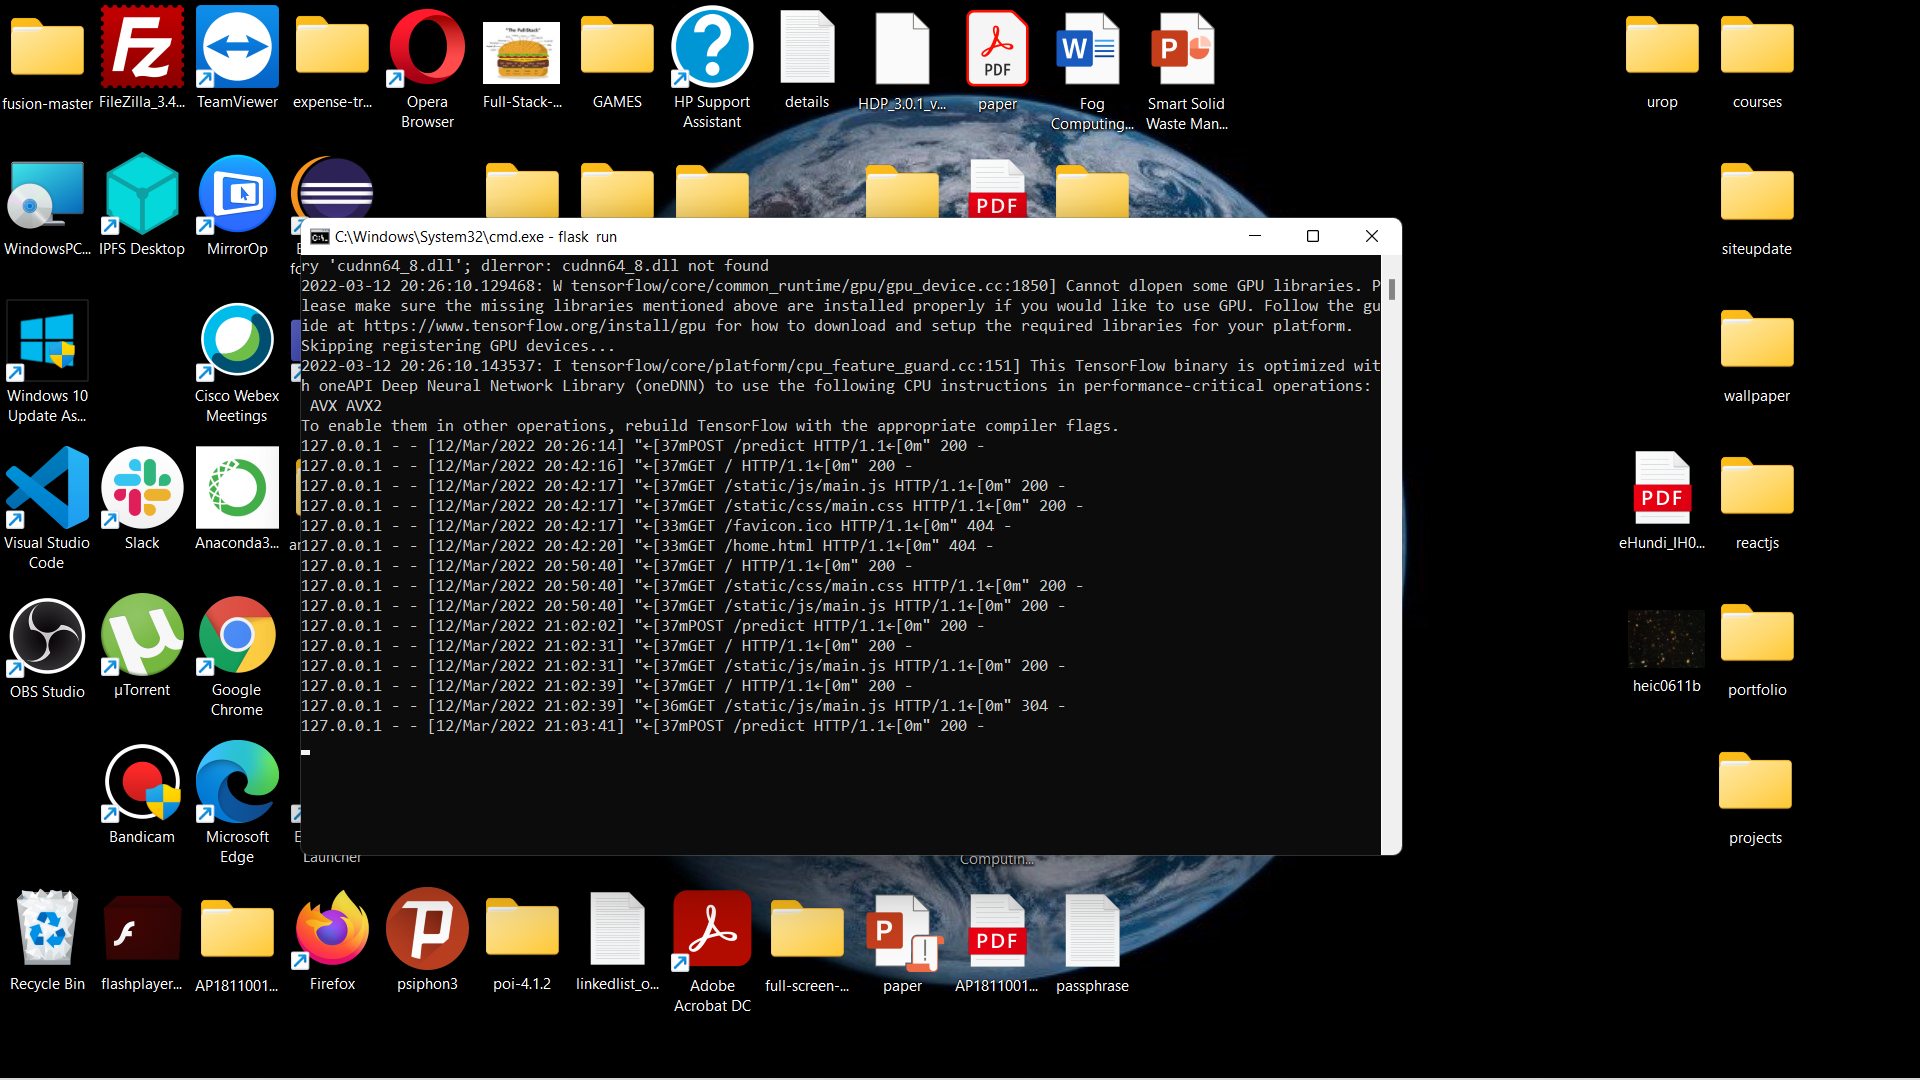 fusion-master
FileZilla_3.4...
TeamViewer
expense-tr...
Opera
Browser
"The Full Stack"
Full-Stack-...
GAMES
HP Support
Assistant
details
HDP_3.0.1_v...
PDF
paper
W
Fog
Computing...
P
Smart Solid
Waste Man...
urop
courses
WindowsPC...
IPFS Desktop
MirrorOp
PDF
siteupdate
C:\Windows\System32\cmd.exe - flask  run
ry 'cudnn64_8.dll'; dlerror: cudnn64_8.dll not found
2022-03-12 20:26:10.129468: W tensorflow/core/common_runtime/gpu/gpu_device.cc:1850] Cannot dlopen some GPU libraries. P
lease make sure the missing libraries mentioned above are installed properly if you would like to use GPU. Follow the gu
ide at https://www.tensorflow.org/install/gpu for how to download and setup the required libraries for your platform.
Skipping registering GPU devices...
2022-03-12 20:26:10.143537: I tensorflow/core/platform/cpu_feature_guard.cc:151] This TensorFlow binary is optimized wit
h oneAPI Deep Neural Network Library (oneDNN) to use the following CPU instructions in performance-critical operations:
 AVX AVX2
To enable them in other operations, rebuild TensorFlow with the appropriate compiler flags.
127.0.0.1 - - [12/Mar/2022 20:26:14] "←[37mPOST /predict HTTP/1.1←[0m" 200 -
127.0.0.1 - - [12/Mar/2022 20:42:16] "←[37mGET / HTTP/1.1←[0m" 200 -
127.0.0.1 - - [12/Mar/2022 20:42:17] "←[37mGET /static/js/main.js HTTP/1.1←[0m" 200 -
127.0.0.1 - - [12/Mar/2022 20:42:17] "←[37mGET /static/css/main.css HTTP/1.1←[0m" 200 -
127.0.0.1 - - [12/Mar/2022 20:42:17] "←[33mGET /favicon.ico HTTP/1.1←[0m" 404 -
127.0.0.1 - - [12/Mar/2022 20:42:20] "←[33mGET /home.html HTTP/1.1←[0m" 404 -
127.0.0.1 - - [12/Mar/2022 20:50:40] "←[37mGET / HTTP/1.1←[0m" 200 -
127.0.0.1 - - [12/Mar/2022 20:50:40] "←[37mGET /static/css/main.css HTTP/1.1←[0m" 200 -
127.0.0.1 - - [12/Mar/2022 20:50:40] "←[37mGET /static/js/main.js HTTP/1.1←[0m" 200 -
127.0.0.1 - - [12/Mar/2022 21:02:02] "←[37mPOST /predict HTTP/1.1←[0m" 200 -
127.0.0.1 - - [12/Mar/2022 21:02:31] "←[37mGET / HTTP/1.1←[0m" 200 -
127.0.0.1 - - [12/Mar/2022 21:02:31] "←[37mGET /static/js/main.js HTTP/1.1←[0m" 200 -
127.0.0.1 - - [12/Mar/2022 21:02:39] "←[37mGET / HTTP/1.1←[0m" 200 -
127.0.0.1 - - [12/Mar/2022 21:02:39] "←[36mGET /static/js/main.js HTTP/1.1←[0m" 304 -
127.0.0.1 - - [12/Mar/2022 21:03:41] "←[37mPOST /predict HTTP/1.1←[0m" 200 -
Windows 10
Update As...
Cisco Webex
Meetings
wallpaper
Visual Studio
Code
Slack
Anaconda3...
PDF
eHundi_IH0...
reactjs
OBS Studio
µTorrent
Google
Chrome
heic0611b
portfolio
Bandicam
Microsoft
Edge
Launcher
Computin...
projects
Recycle Bin
flashplayer...
AP1811001...
Firefox
psiphon3
poi-4.1.2
linkedlist_o...
Adobe
Acrobat DC
full-screen-...
P
paper
PDF
AP1811001...
passphrase